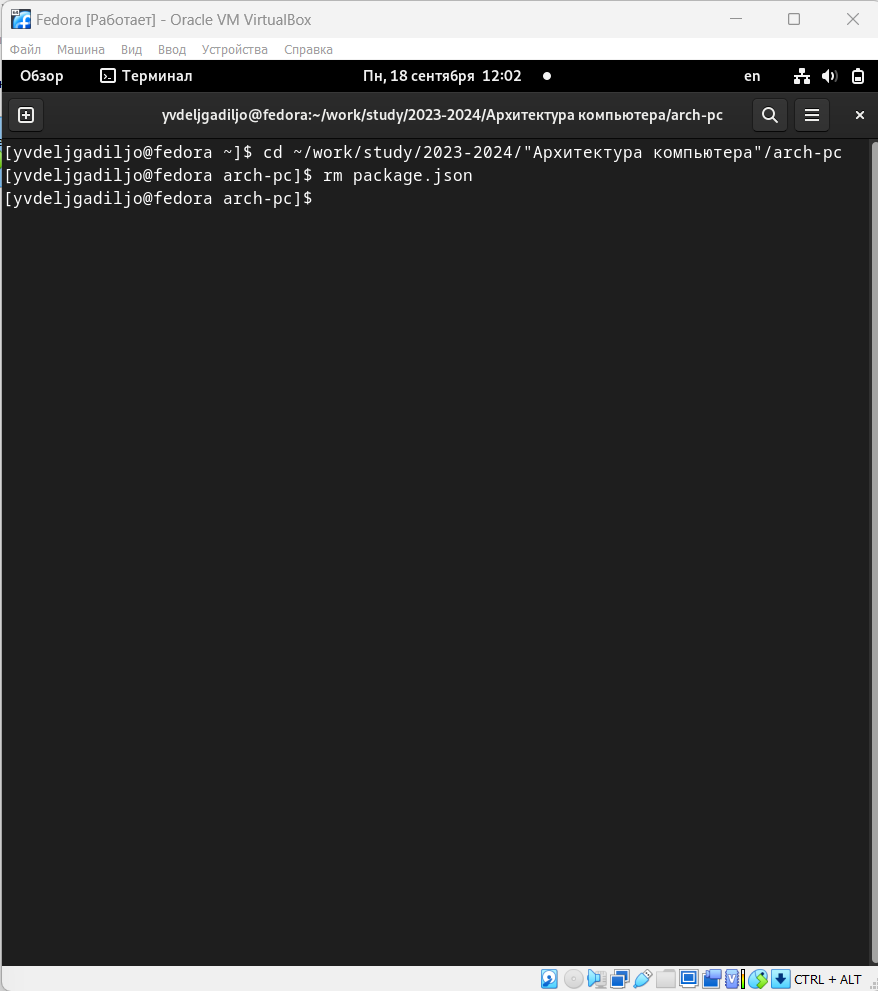 Fedora [Работает] - Oracle VM VirtualBox
Файл Машина Вид Ввод Устройства Справка
Обзор Терминал Пн, 18 сентября 12:02 en
yvdeljgadiljo@fedora:~/work/study/2023-2024/Архитектура компьютера/arch-pc
[yvdeljgadiljo@fedora ~]$ cd ~/work/study/2023-2024/"Архитектура компьютера"/arch-pc
[yvdeljgadiljo@fedora arch-pc]$ rm package.json
[yvdeljgadiljo@fedora arch-pc]$
CTRL + ALT